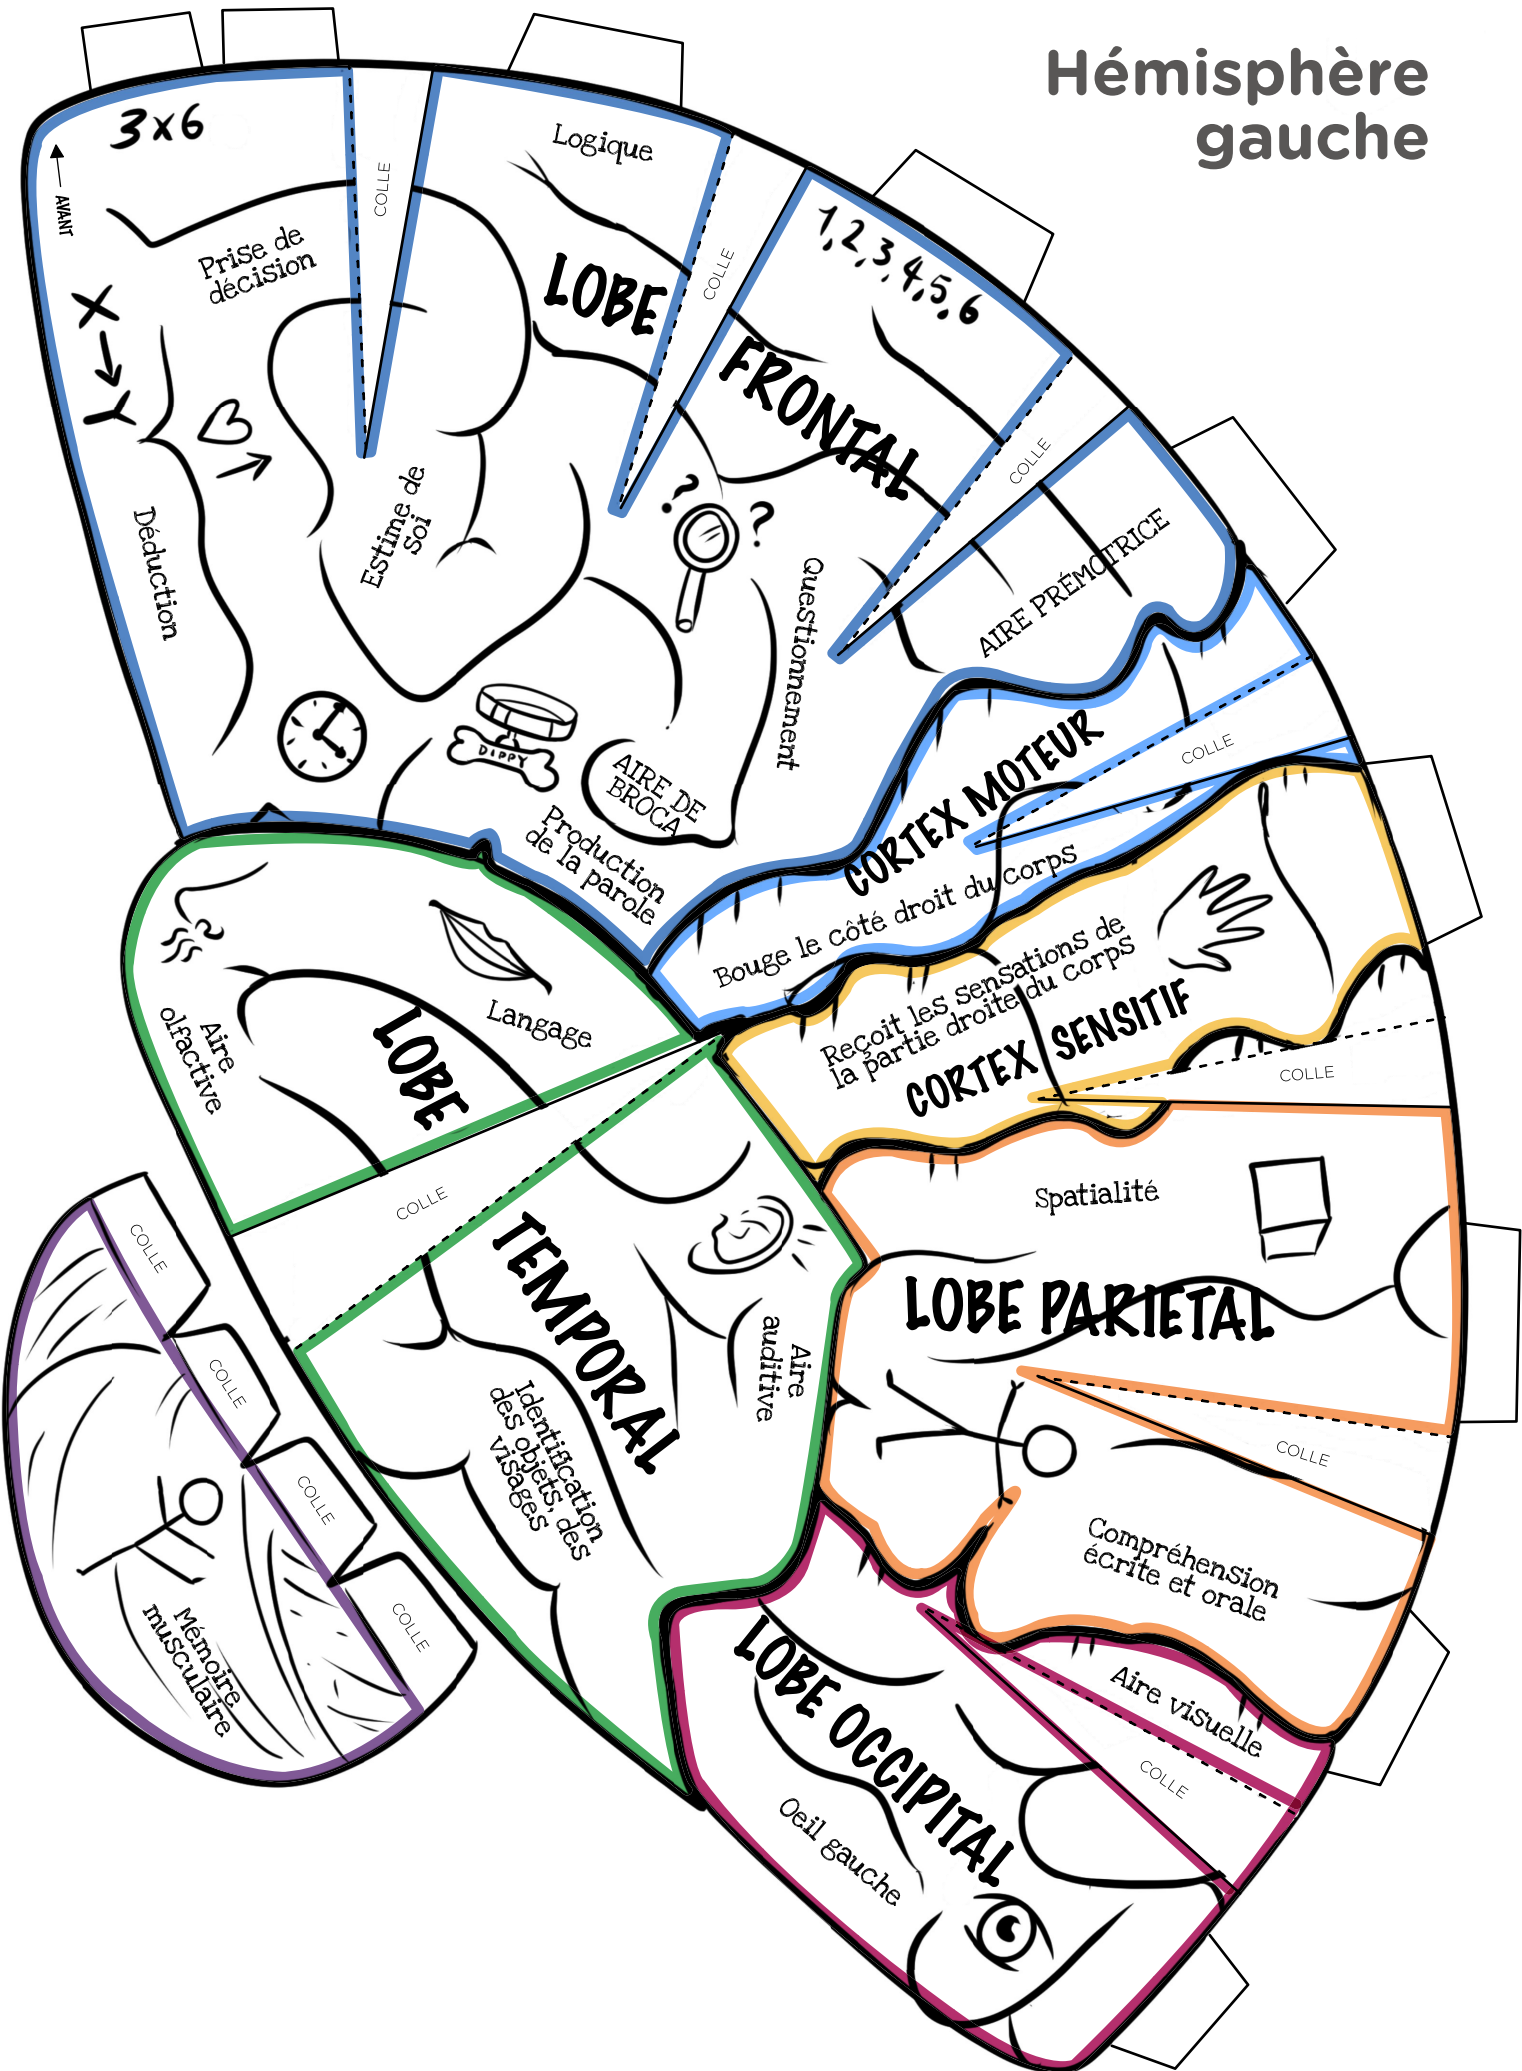 Hémisphère
gauche
3x6
AVANT
COLLE
Logique
Prise de
décision
LOBE
COLLE
1,2,3,4,5,6
FRONTAL
X
Y
COLLE
Déduction
Estime de
Soi
? ?
Questionnement
AIRE PRÉMOTRICE
DIPPY
AIRE DE
BROCA
Production
de la parole
CORTEX MOTEUR
COLLE
Bouge le côté droit du corps
Reçoit les sensations de
la partie droite du corps
CORTEX SENSITIF
COLLE
Aire
olfactive
Langage
LOBE
COLLE
TEMPORAL
Aire
auditive
Identification
des objets, des
visages
Spatialité
LOBE PARIETAL
COLLE
Compréhension
écrite et orale
COLLE
COLLE
COLLE
COLLE
Mémoire
musculaire
LOBE OCCIPITAL
Aire visuelle
COLLE
Oeil gauche